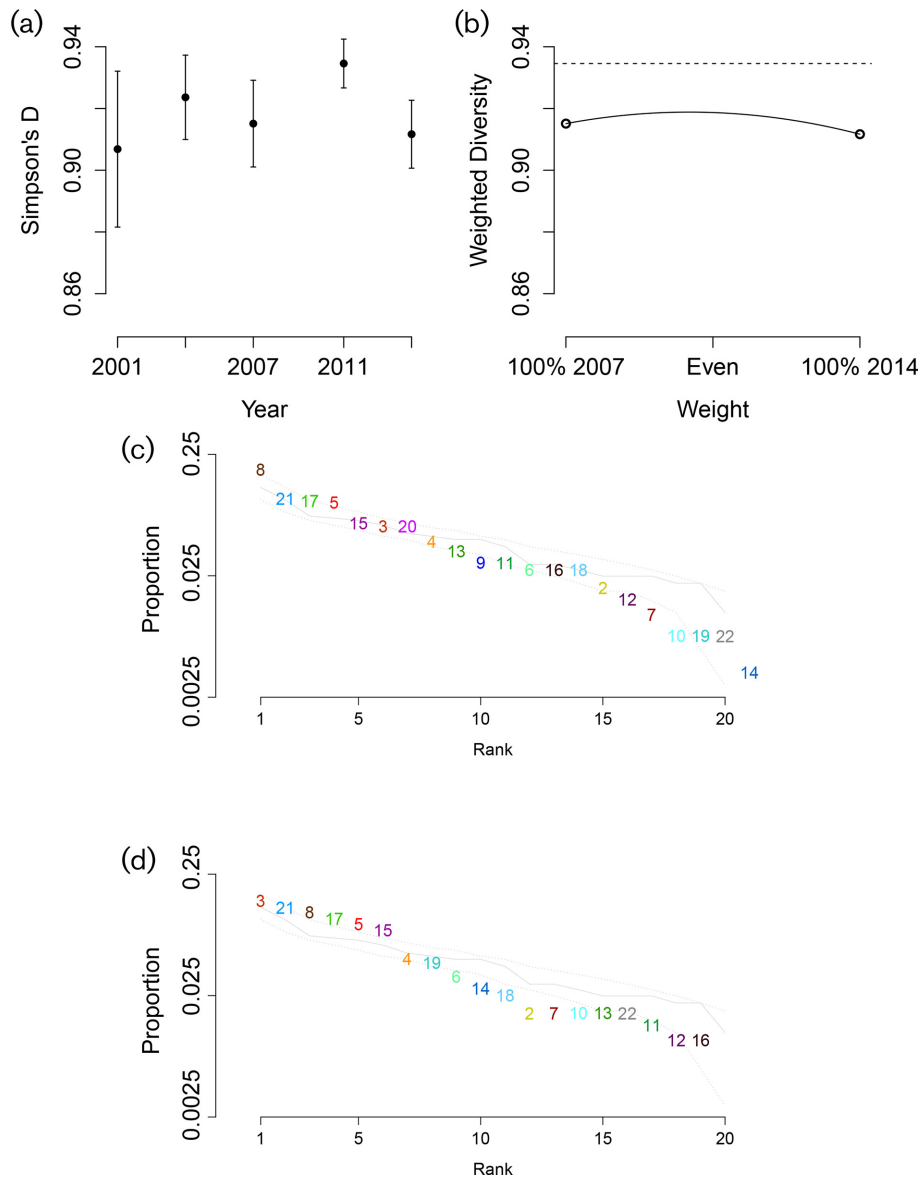 (a)
Simpson's D
0.94
0.90
0.86
2001 2007 2011
Year
(b)
Weighted Diversity
0.94
0.90
0.86
100% 2007 Even 100% 2014
Weight
(c)
Proportion
0.25
0.025
0.0025
8 21 17 5 15 3 20 4 13 9 11 6 16 18 2 12 7 10 19 22 14
1 5 10 15 20
Rank
(d)
Proportion
0.25
0.025
0.0025
3 21 8 17 5 15 4 19 6 14 18 2 7 10 13 22 11 12 16
1 5 10 15 20
Rank